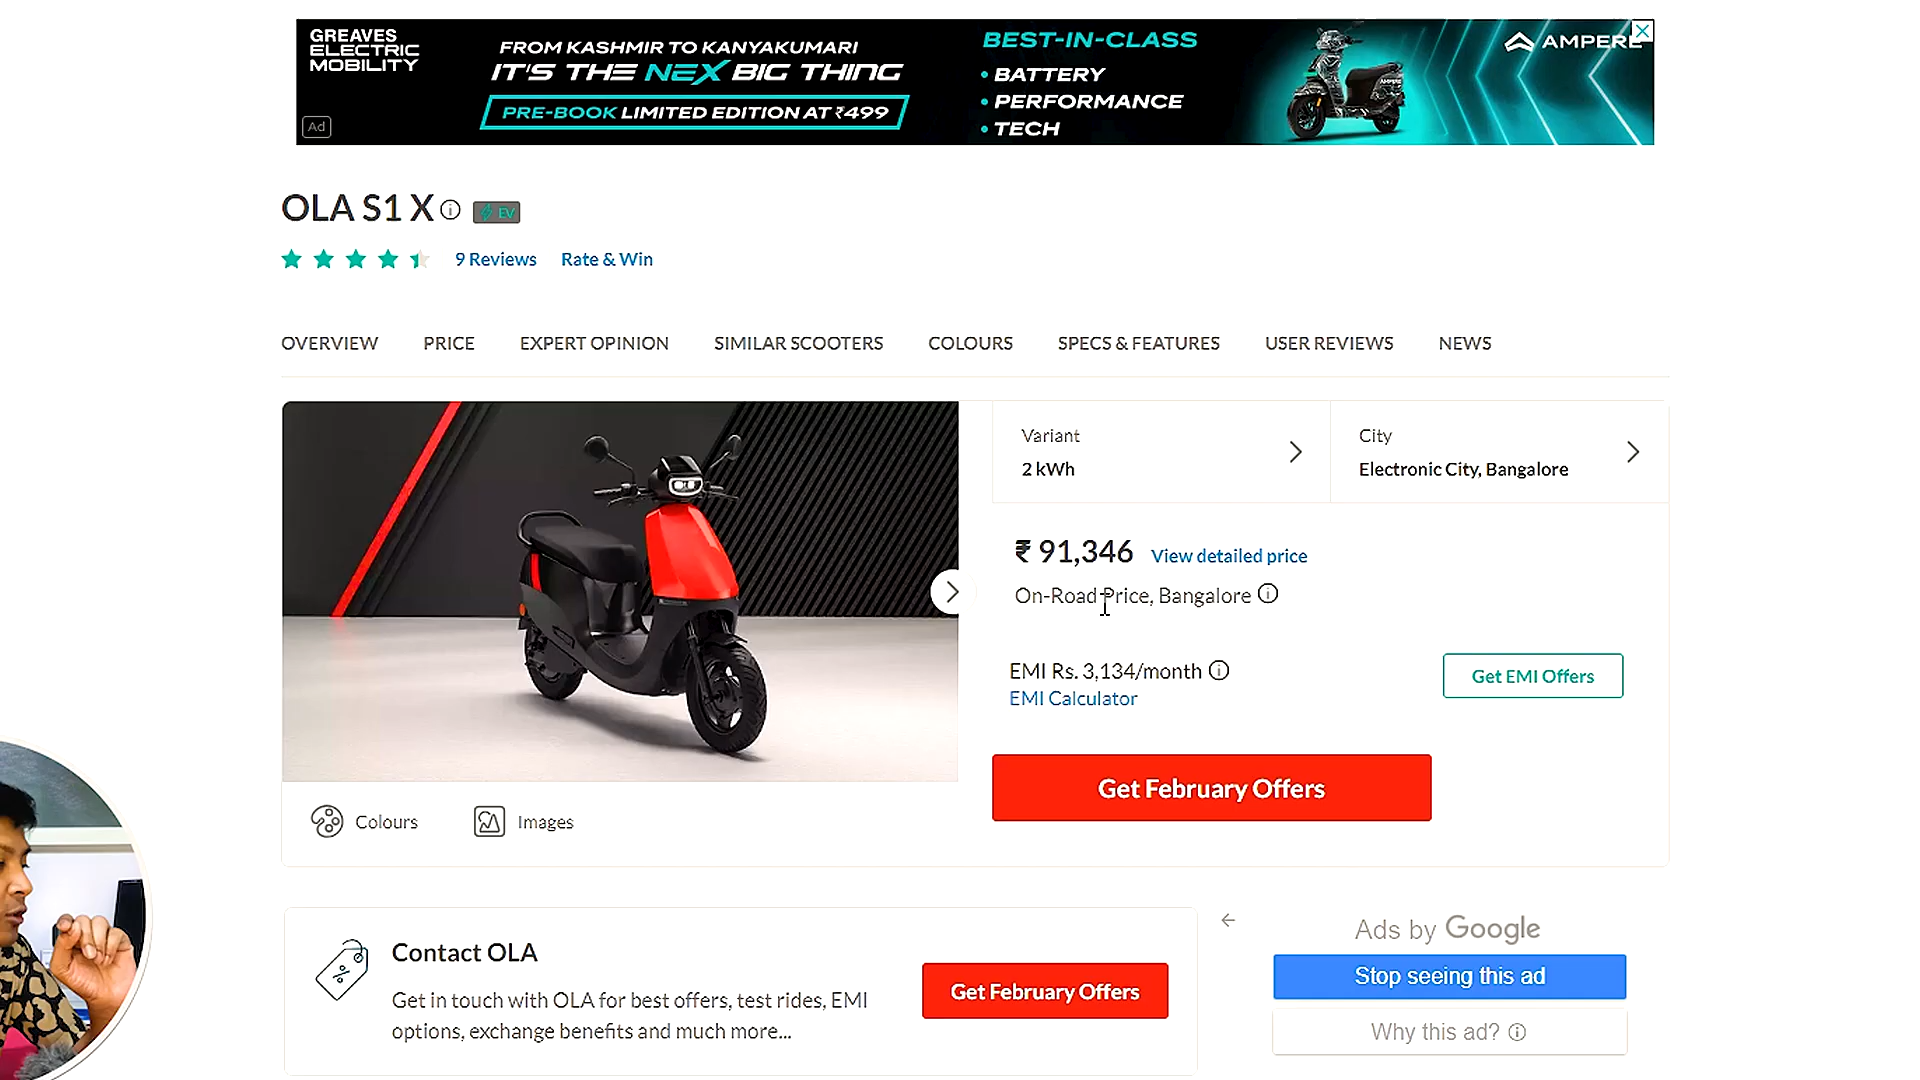 GREAVES
ELECTRIC
MOBILITY
FROM KASHMIR TO KANYAKUMARI
IT'S THE NEX BIG THING
PRE-BOOK LIMITED EDITION AT ₹499
BEST-IN-CLASS
• BATTERY
• PERFORMANCE
• TECH
AMPERE
Ad
OLA S1 X
EV
9 Reviews Rate & Win
OVERVIEW PRICE EXPERT OPINION SIMILAR SCOOTERS COLOURS SPECS & FEATURES USER REVIEWS NEWS
Variant
2 kWh
City
Electronic City, Bangalore
₹ 91,346 View detailed price
On-Road Price, Bangalore
EMI Rs. 3,134/month
EMI Calculator
Get EMI Offers
Get February Offers
Colours Images
Contact OLA
Get in touch with OLA for best offers, test rides, EMI
options, exchange benefits and much more...
Get February Offers
Ads by Google
Stop seeing this ad
Why this ad?